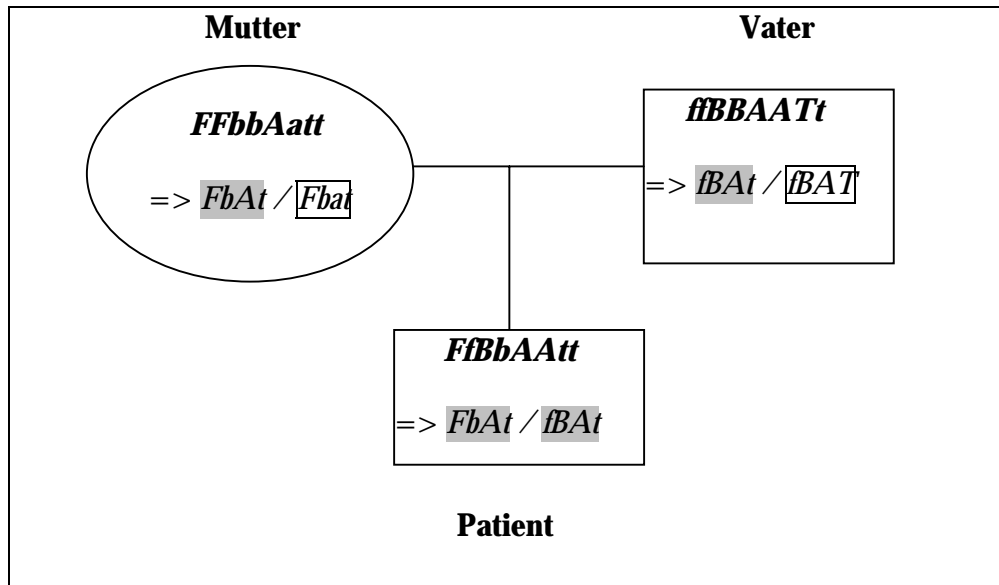 Mutter Vater
FFbbAatt
=> FbAt / Fbat
ffBBAATt
=> fBAt / fBAT
FfBbAAtt
=> FbAt / fBAt
Patient